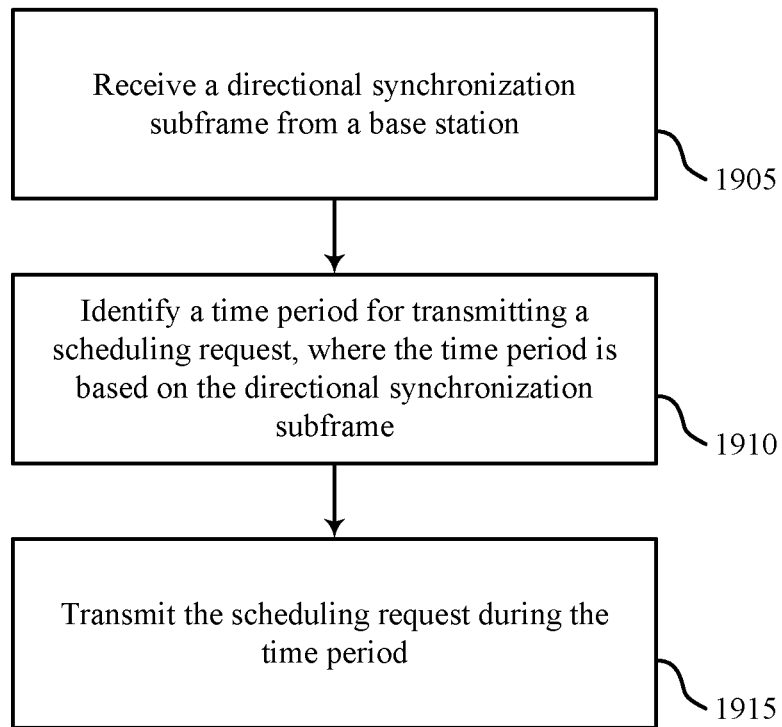 Receive a directional synchronization
subframe from a base station
1905
Identify a time period for transmitting a
scheduling request, where the time period is
based on the directional synchronization
subframe
1910
Transmit the scheduling request during the
time period
1915